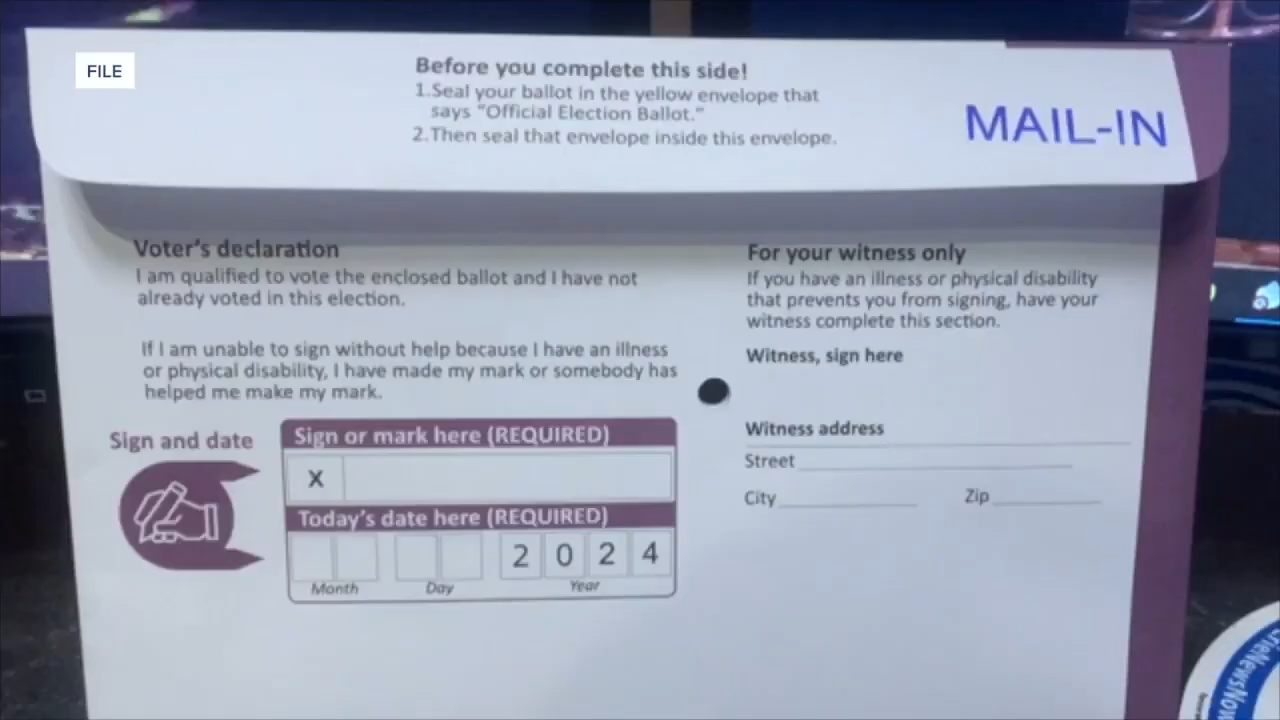 FILE
Before you complete this side!
1.Seal your ballot in the yellow envelope that
says "Official Election Ballot."
2.Then seal that envelope inside this envelope.
MAIL-IN
Voter's declaration
I am qualified to vote the enclosed ballot and I have not
already voted in this election.
If I am unable to sign without help because I have an illness
or physical disability, I have made my mark or somebody has
helped me make my mark.
Sign and date
Sign or mark here (REQUIRED)
X
Today's date here (REQUIRED)
2 0 2 4
Month Day Year
For your witness only
If you have an illness or physical disability
that prevents you from signing, have your
witness complete this section.
Witness, sign here
Witness address
Street
City Zip